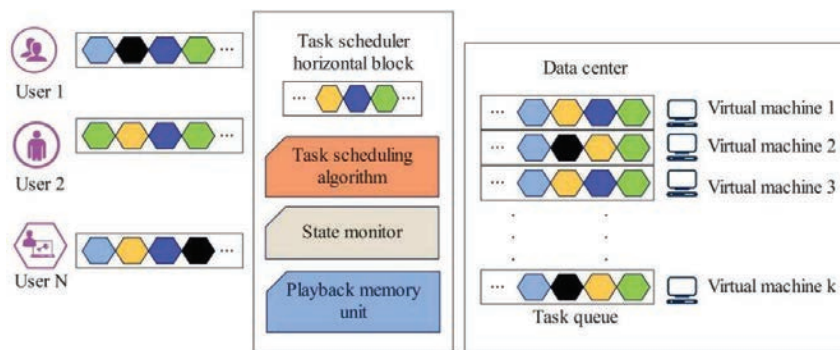 User 1
User 2
User N
Task scheduler
horizontal block
Task scheduling
algorithm
State monitor
Playback memory
unit
Data center
Virtual machine 1
Virtual machine 2
Virtual machine 3
Virtual machine k
Task queue